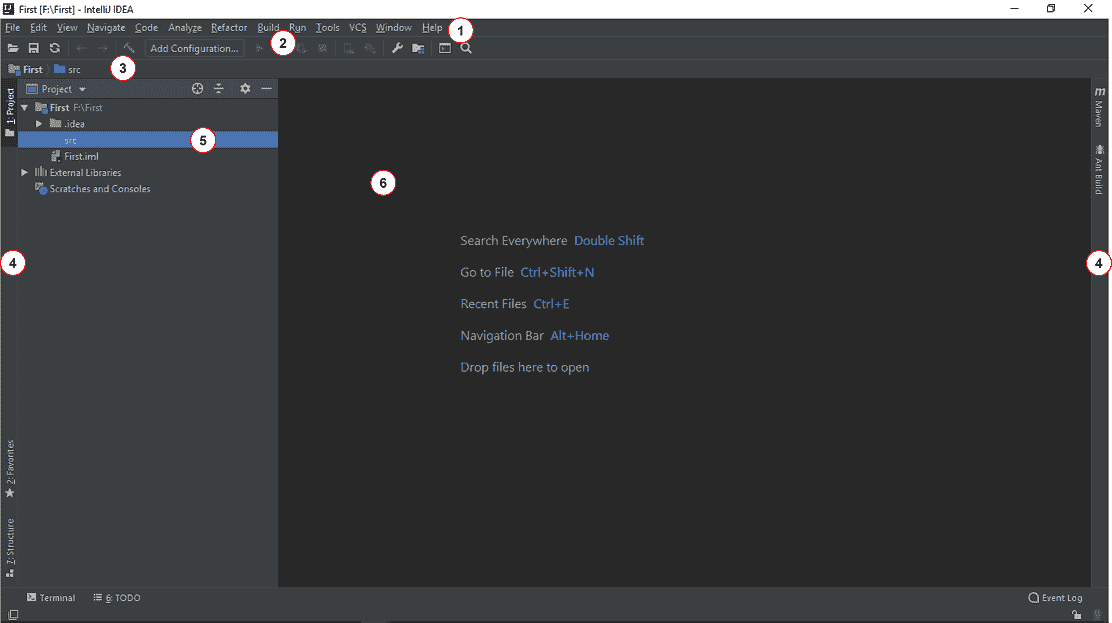 First [F:\First] - IntelliJ IDEA
File Edit View Navigate Code Analyze Refactor Build Run Tools VCS Window Help
1
Add Configuration...
2
First src
3
1: Project
Project
First F:\First
.idea
src
5
First.iml
External Libraries
Scratches and Consoles
6
Maven
Ant Build
Search Everywhere Double Shift
4
4
Go to File Ctrl+Shift+N
Recent Files Ctrl+E
Navigation Bar Alt+Home
Drop files here to open
2: Favorites
7: Structure
Terminal 6: TODO Event Log